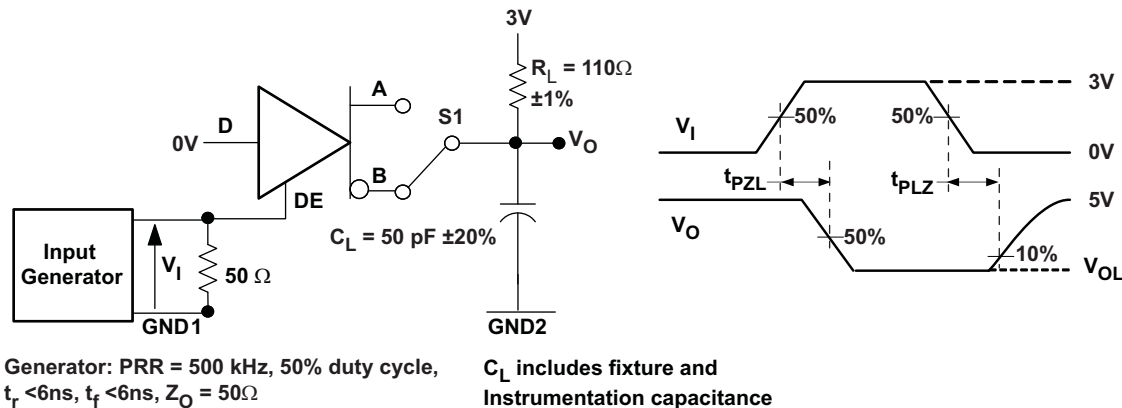 3V
R_L = 110Ω
±1%
A
S1
D
0V
V_O
B
DE
C_L = 50 pF ±20%
Input
Generator
V_I
50 Ω
GND1
GND2
3V
50%
50%
V_I
0V
t_PZL
t_PLZ
5V
V_O
50%
10%
V_OL
Generator: PRR = 500 kHz, 50% duty cycle,
t_r <6ns, t_f <6ns, Z_O = 50Ω
C_L includes fixture and
Instrumentation capacitance